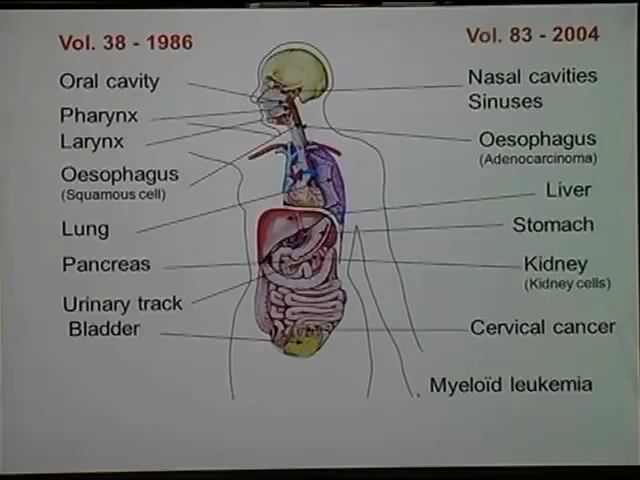 Vol. 38 - 1986
Oral cavity
Pharynx
Larynx
Oesophagus
(Squamous cell)
Lung
Pancreas
Urinary track
Bladder
Vol. 83 - 2004
Nasal cavities
Sinuses
Oesophagus
(Adenocarcinoma)
Liver
Stomach
Kidney
(Kidney cells)
Cervical cancer
Myeloïd leukemia